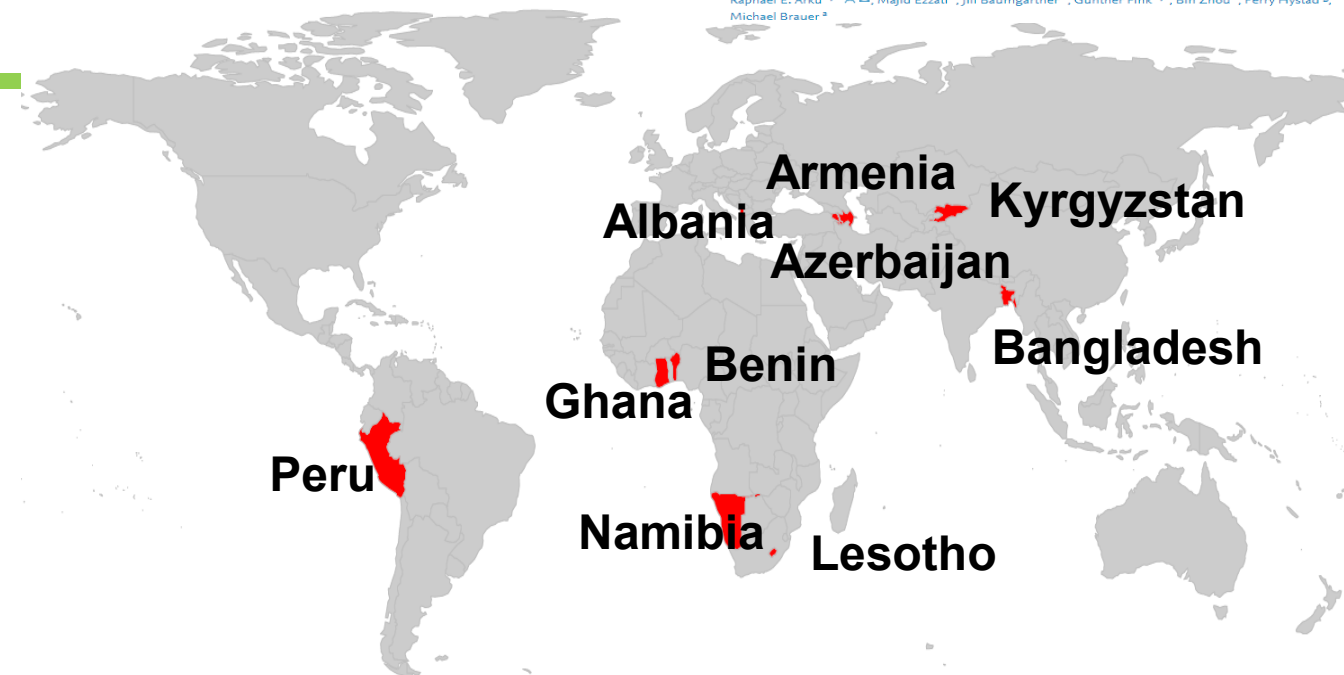 Michael Brauer ᵃ
Armenia
Kyrgyzstan
Albania
Azerbaijan
Bangladesh
Benin
Ghana
Peru
Namibia
Lesotho